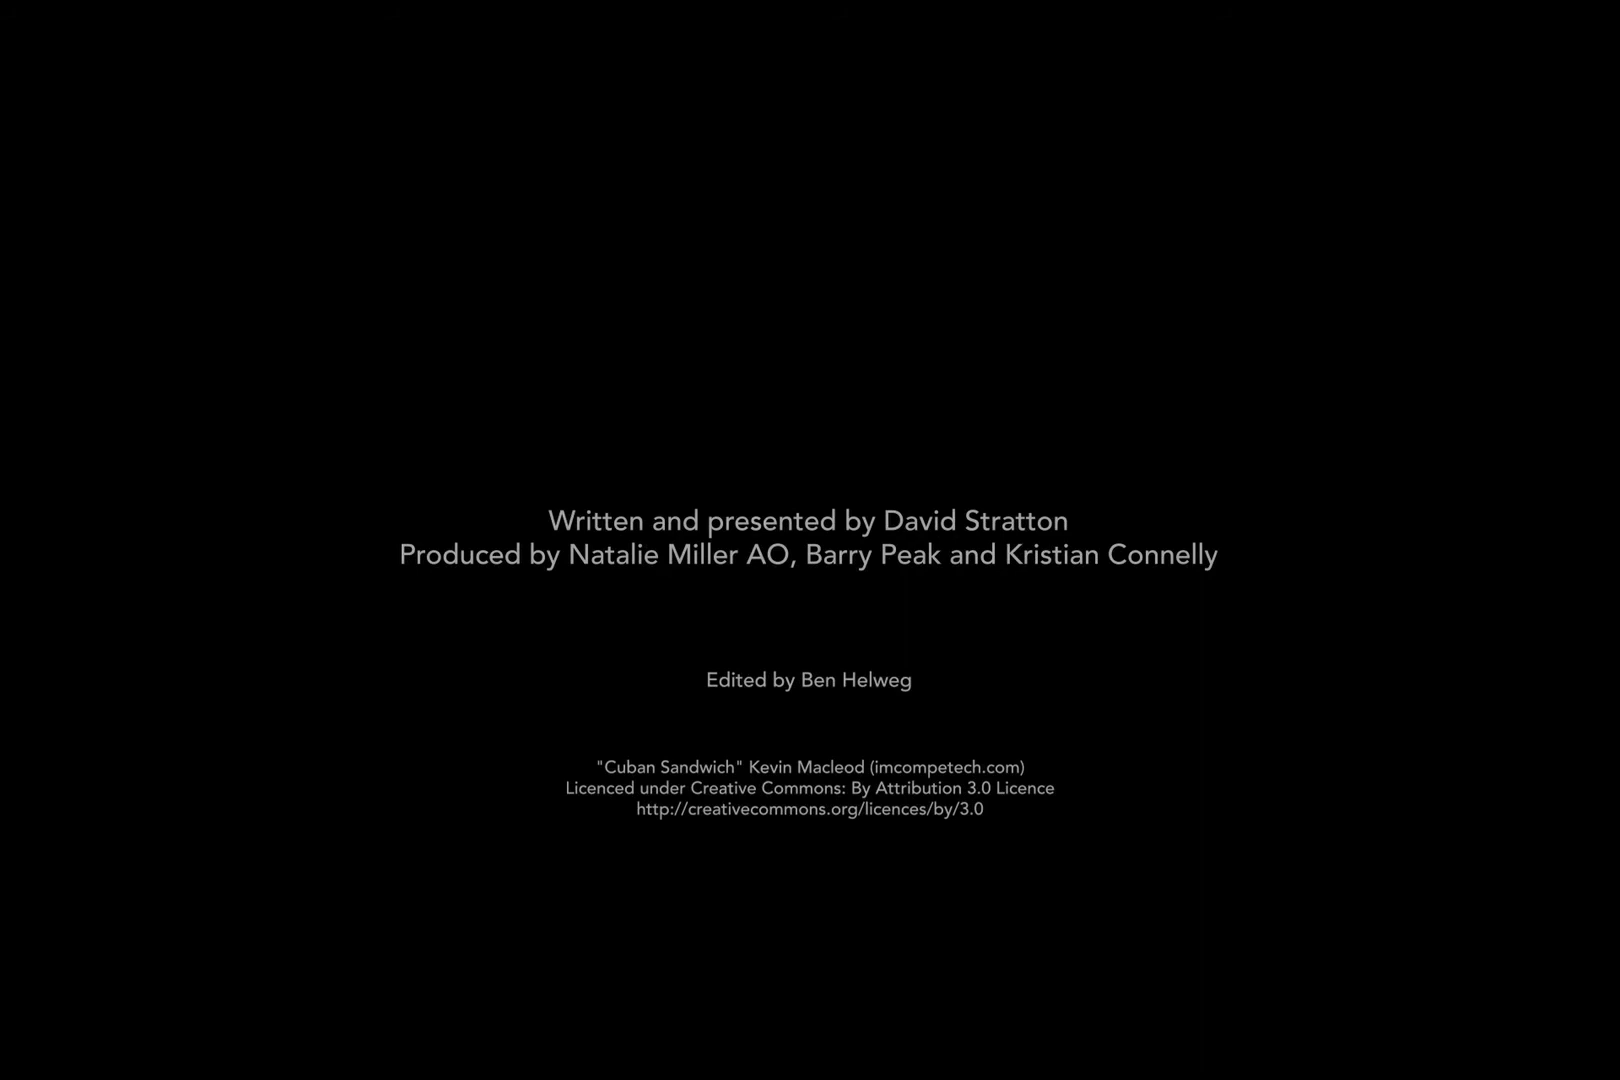 Written and presented by David Stratton
Produced by Natalie Miller AO, Barry Peak and Kristian Connelly
Edited by Ben Helweg
"Cuban Sandwich" Kevin Macleod (imcompetech.com)
Licenced under Creative Commons: By Attribution 3.0 Licence
http://creativecommons.org/licences/by/3.0